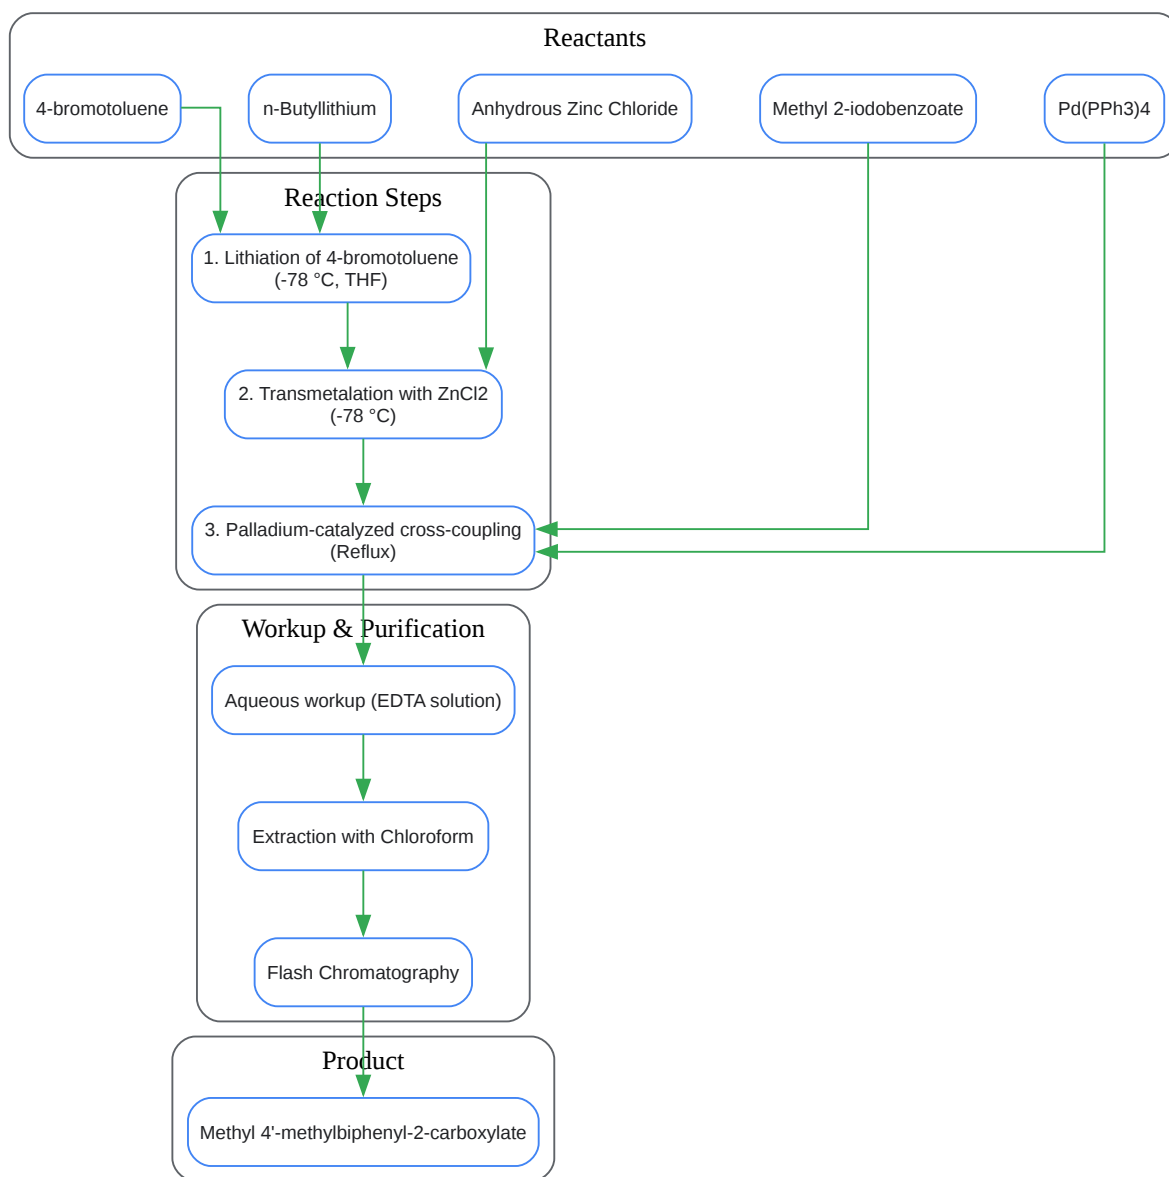 Reactants
4-bromotoluene
n-Butyllithium
Anhydrous Zinc Chloride
Methyl 2-iodobenzoate
Pd(PPh3)4
Reaction Steps
1. Lithiation of 4-bromotoluene
(-78 °C, THF)
2. Transmetalation with ZnCl2
(-78 °C)
3. Palladium-catalyzed cross-coupling
(Reflux)
Workup & Purification
Aqueous workup (EDTA solution)
Extraction with Chloroform
Flash Chromatography
Product
Methyl 4'-methylbiphenyl-2-carboxylate